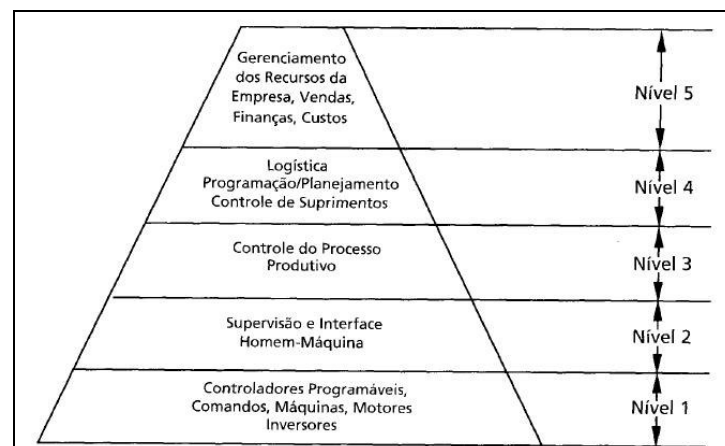 Gerenciamento
dos Recursos da
Empresa, Vendas,
Finanças, Custos
Nível 5
Logística
Programação/Planejamento
Controle de Suprimentos
Nível 4
Controle do Processo
Produtivo
Nível 3
Supervisão e Interface
Homem-Máquina
Nível 2
Controladores Programáveis,
Comandos, Máquinas, Motores
Inversores
Nível 1